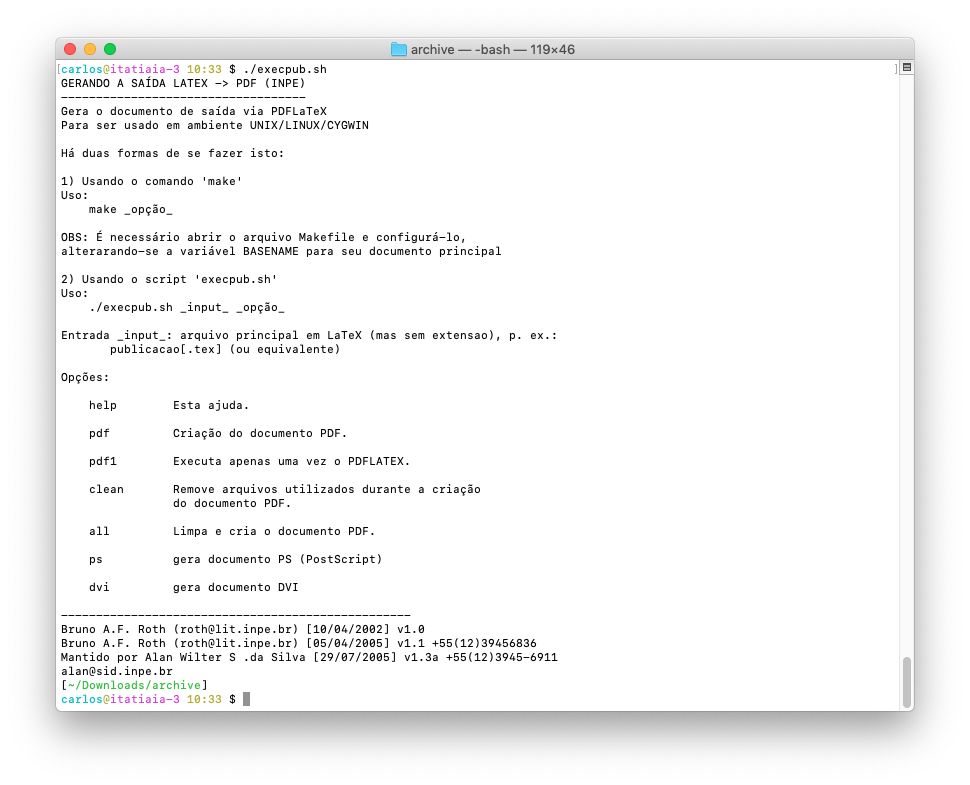 archive — -bash — 119×46
[carlos@itatiaia-3 10:33 $ ./execpub.sh ]
GERANDO A SAÍDA LATEX -> PDF (INPE)
-----------------------------------
Gera o documento de saída via PDFLaTeX
Para ser usado em ambiente UNIX/LINUX/CYGWIN
Há duas formas de se fazer isto:
1) Usando o comando 'make'
Uso:
make _opção_
OBS: É necessário abrir o arquivo Makefile e configurá-lo,
alterarando-se a variável BASENAME para seu documento principal
2) Usando o script 'execpub.sh'
Uso:
./execpub.sh _input_ _opção_
Entrada _input_: arquivo principal em LaTeX (mas sem extensao), p. ex.:
publicacao[.tex] (ou equivalente)
Opções:
help Esta ajuda.
pdf Criação do documento PDF.
pdf1 Executa apenas uma vez o PDFLATEX.
clean Remove arquivos utilizados durante a criação
do documento PDF.
all Limpa e cria o documento PDF.
ps gera documento PS (PostScript)
dvi gera documento DVI
--------------------------------------------------
Bruno A.F. Roth (roth@lit.inpe.br) [10/04/2002] v1.0
Bruno A.F. Roth (roth@lit.inpe.br) [05/04/2005] v1.1 +55(12)39456836
Mantido por Alan Wilter S .da Silva [29/07/2005] v1.3a +55(12)3945-6911
alan@sid.inpe.br
[~/Downloads/archive]
carlos@itatiaia-3 10:33 $